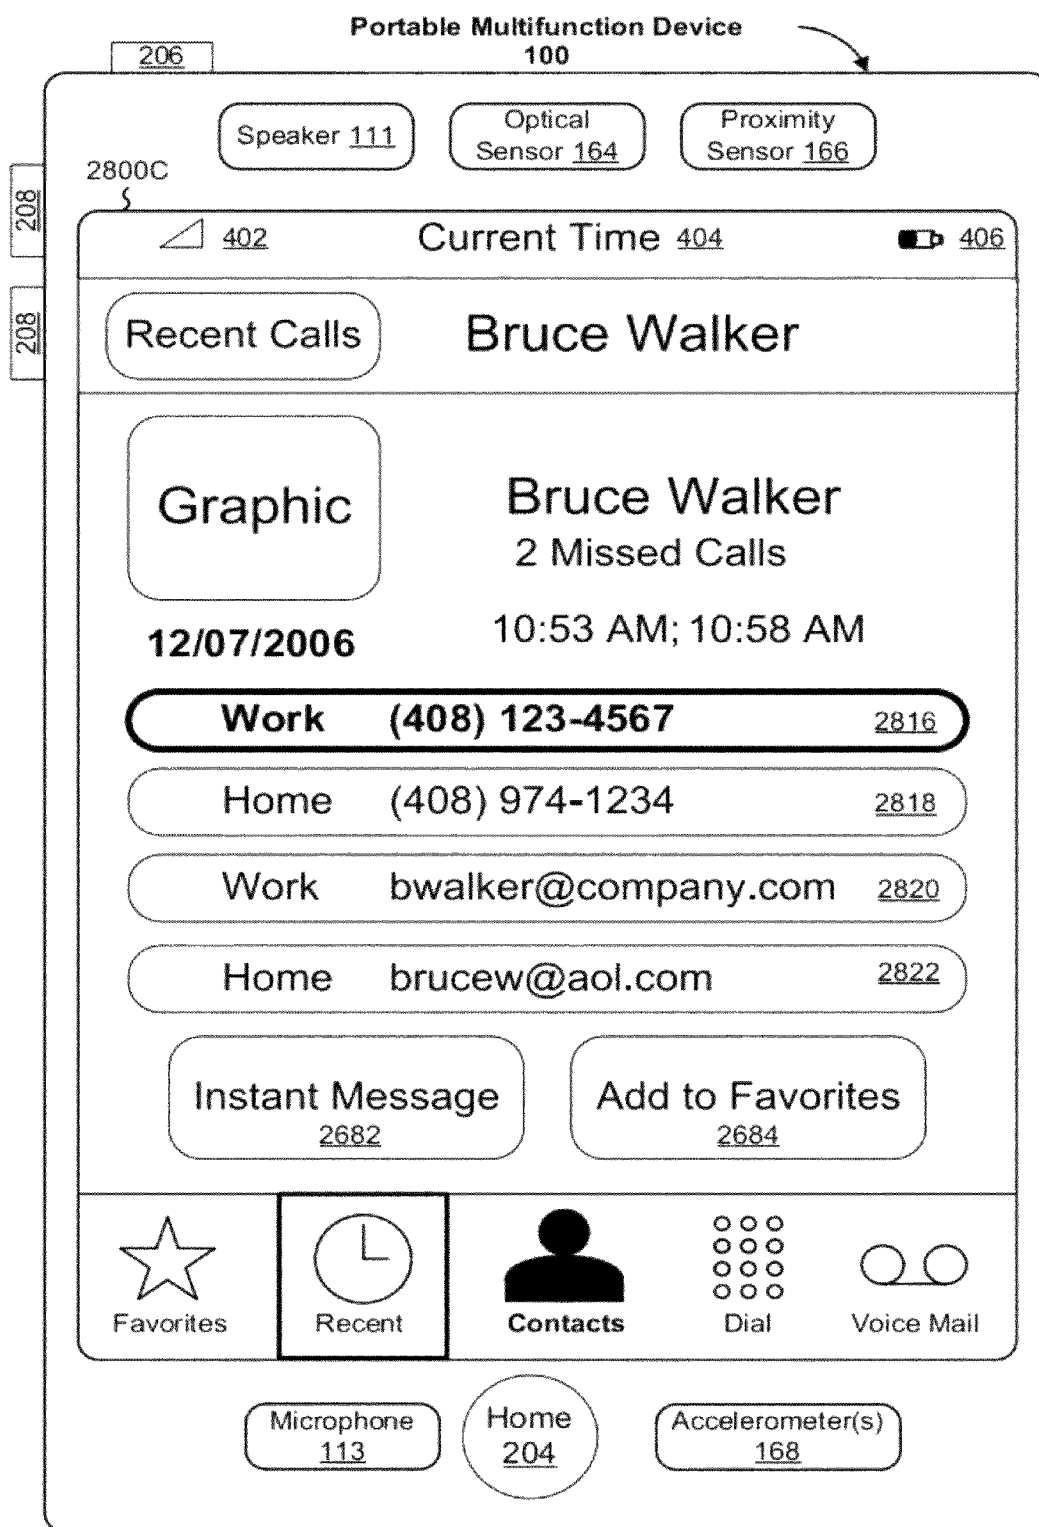 Portable Multifunction Device
100
206
Speaker 111
Optical
Sensor 164
Proximity
Sensor 166
2800C
208
208
402
Current Time 404
406
Recent Calls
Bruce Walker
Graphic
Bruce Walker
2 Missed Calls
12/07/2006
10:53 AM; 10:58 AM
Work (408) 123-4567 2816
Home (408) 974-1234 2818
Work bwalker@company.com 2820
Home brucew@aol.com 2822
Instant Message
2682
Add to Favorites
2684
Favorites
Recent
Contacts
Dial
Voice Mail
Microphone
113
Home
204
Accelerometer(s)
168